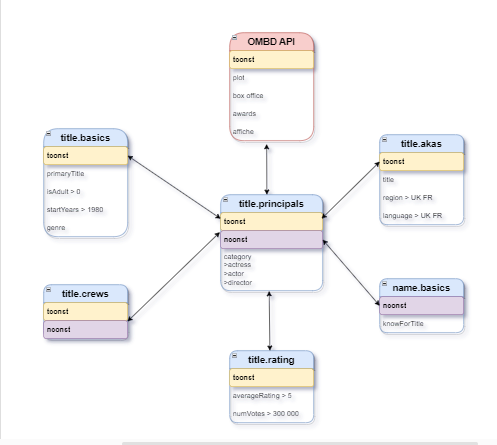 OMBD API
toonst
plot
box office
awards
affiche
title.basics
toonst
primaryTitle
isAdult > 0
startYears > 1980
genre
title.akas
toonst
title
region > UK FR
language > UK FR
title.principals
toonst
noonst
category
>actress
>actor
>director
title.crews
toonst
noonst
name.basics
noonst
knowForTitle
title.rating
toonst
averageRating > 5
numVotes > 300 000